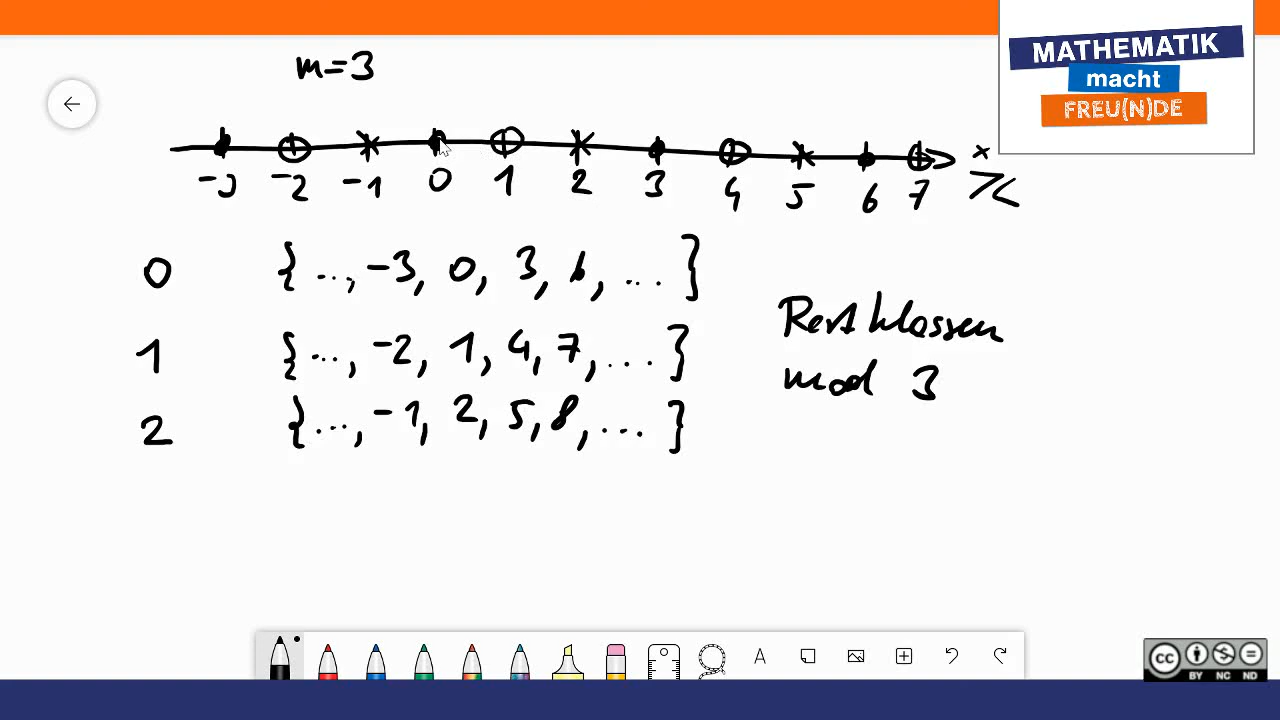 m=3
MATHEMATIK
macht
FREU(N)DE
-3 -2 -1 0 1 2 3 4 5 6 7 ℤ
0 {..., -3, 0, 3, 6, ...}
1 {..., -2, 1, 4, 7, ...}
2 {..., -1, 2, 5, 8, ...}
Restklassen
mod 3
A
CC BY NC ND